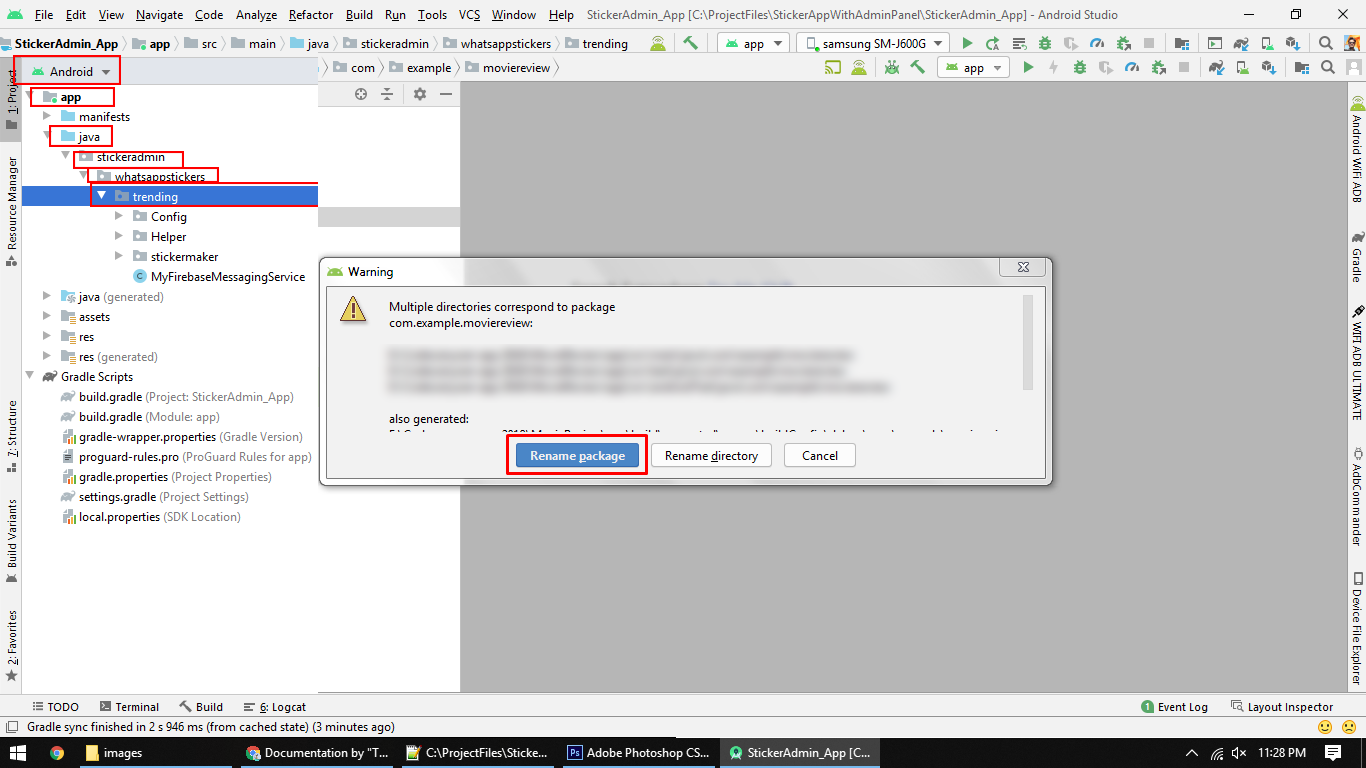 File Edit View Navigate Code Analyze Refactor Build Run Tools VCS Window Help StickerAdmin_App [C:\ProjectFiles\StickerAppWithAdminPanel\StickerAdmin_App] - Android Studio
StickerAdmin_App app src main java stickeradmin whatsappstickers trending app samsung SM-J600G
Android com example moviereview app
1: Project
app
manifests
java
stickeradmin
whatsappstickers
trending
Config
Helper
stickermaker
MyFirebaseMessagingService
java (generated)
assets
res
res (generated)
Gradle Scripts
build.gradle (Project: StickerAdmin_App)
build.gradle (Module: app)
gradle-wrapper.properties (Gradle Version)
proguard-rules.pro (ProGuard Rules for app)
gradle.properties (Project Properties)
settings.gradle (Project Settings)
local.properties (SDK Location)
Resource Manager
7: Structure
Build Variants
2: Favorites
Warning
Multiple directories correspond to package
com.example.moviereview:
also generated:
Rename package Rename directory Cancel
Android WiFi ADB
Gradle
WIFI ADB ULTIMATE
AdbCommander
Device File Explorer
TODO Terminal Build 6: Logcat 1 Event Log Layout Inspector
Gradle sync finished in 2 s 946 ms (from cached state) (3 minutes ago)
images Documentation by "T... C:\ProjectFiles\Sticke... Ps Adobe Photoshop CS... StickerAdmin_App [C... 11:28 PM